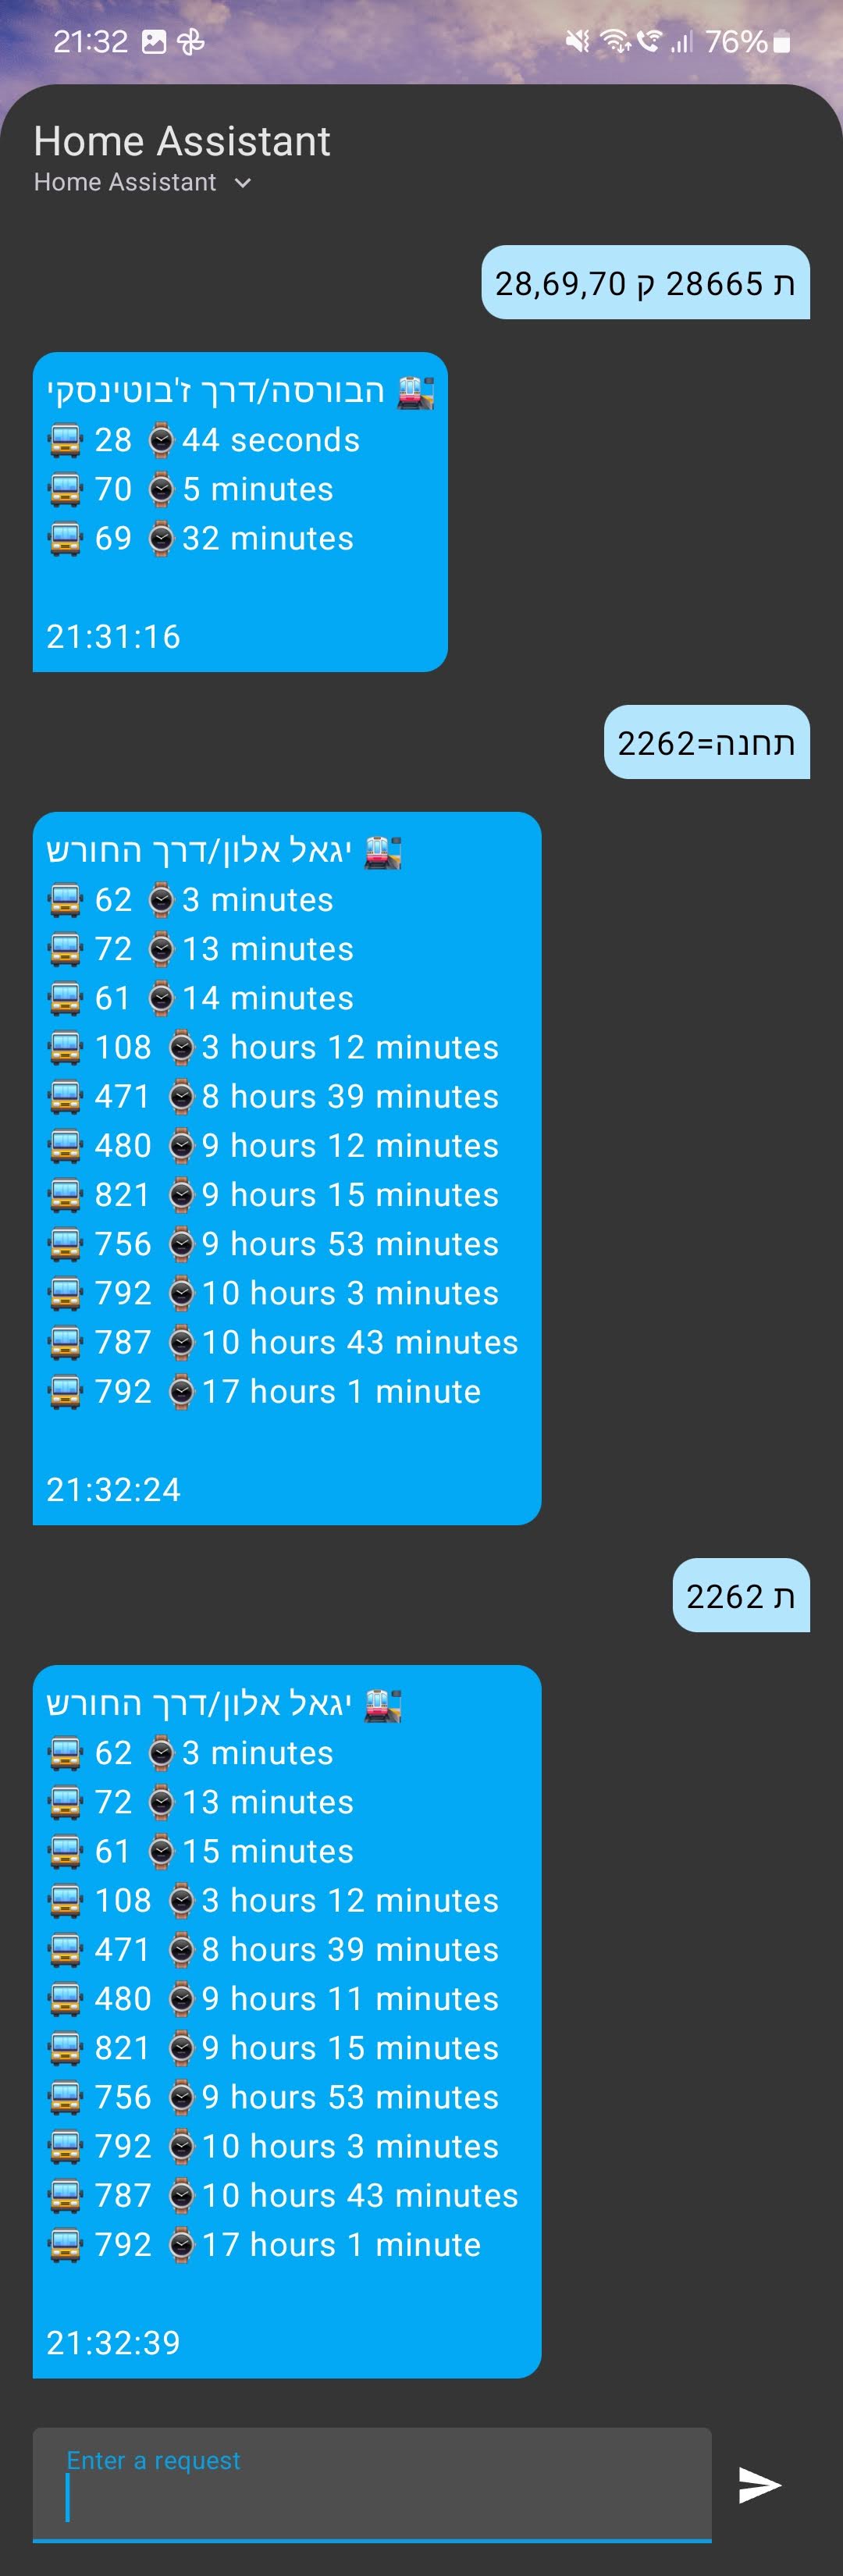 21:32
76%
Home Assistant
Home Assistant
ת 28665 ק 28,69,70
🚉 הבורסה/דרך ז'בוטינסקי
🚍 28 ⌚44 seconds
🚍 70 ⌚5 minutes
🚍 69 ⌚32 minutes
21:31:16
תחנה=2262
🚉 יגאל אלון/דרך החורש
🚍 62 ⌚3 minutes
🚍 72 ⌚13 minutes
🚍 61 ⌚14 minutes
🚍 108 ⌚3 hours 12 minutes
🚍 471 ⌚8 hours 39 minutes
🚍 480 ⌚9 hours 12 minutes
🚍 821 ⌚9 hours 15 minutes
🚍 756 ⌚9 hours 53 minutes
🚍 792 ⌚10 hours 3 minutes
🚍 787 ⌚10 hours 43 minutes
🚍 792 ⌚17 hours 1 minute
21:32:24
ת 2262
🚉 יגאל אלון/דרך החורש
🚍 62 ⌚3 minutes
🚍 72 ⌚13 minutes
🚍 61 ⌚15 minutes
🚍 108 ⌚3 hours 12 minutes
🚍 471 ⌚8 hours 39 minutes
🚍 480 ⌚9 hours 11 minutes
🚍 821 ⌚9 hours 15 minutes
🚍 756 ⌚9 hours 53 minutes
🚍 792 ⌚10 hours 3 minutes
🚍 787 ⌚10 hours 43 minutes
🚍 792 ⌚17 hours 1 minute
21:32:39
Enter a request